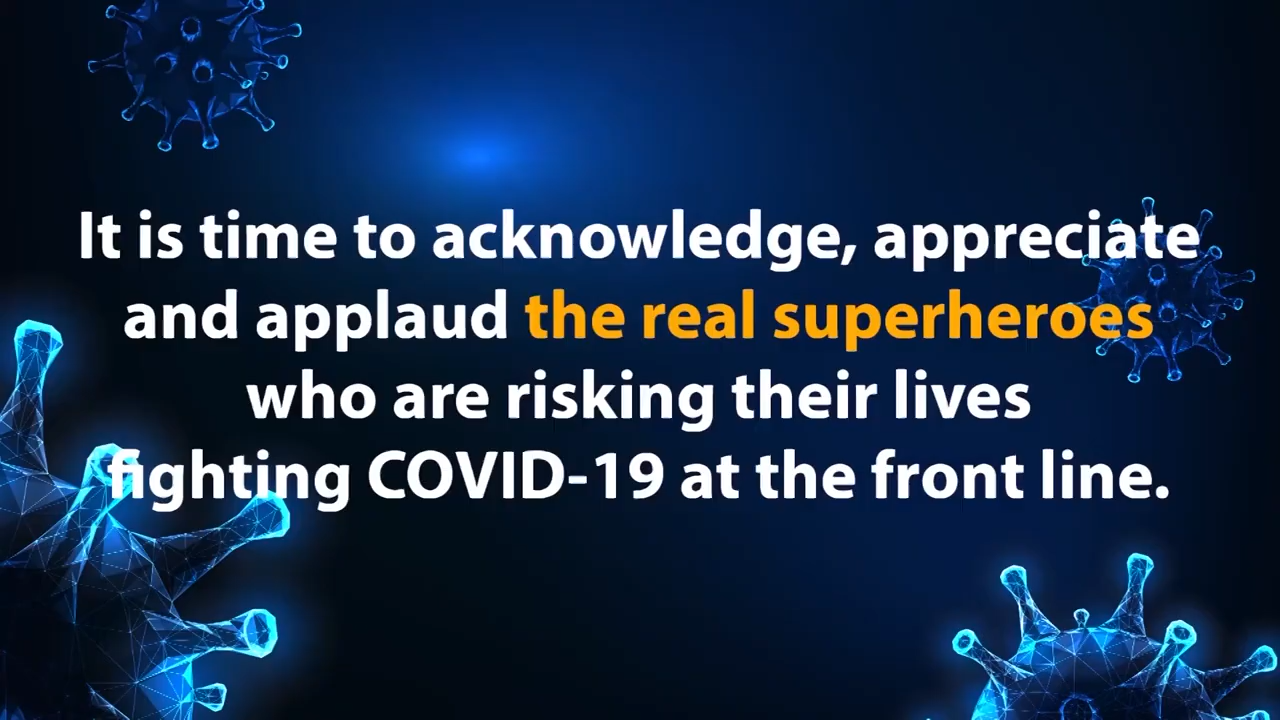 It is time to acknowledge, appreciate
and applaud the real superheroes
who are risking their lives
fighting COVID-19 at the front line.